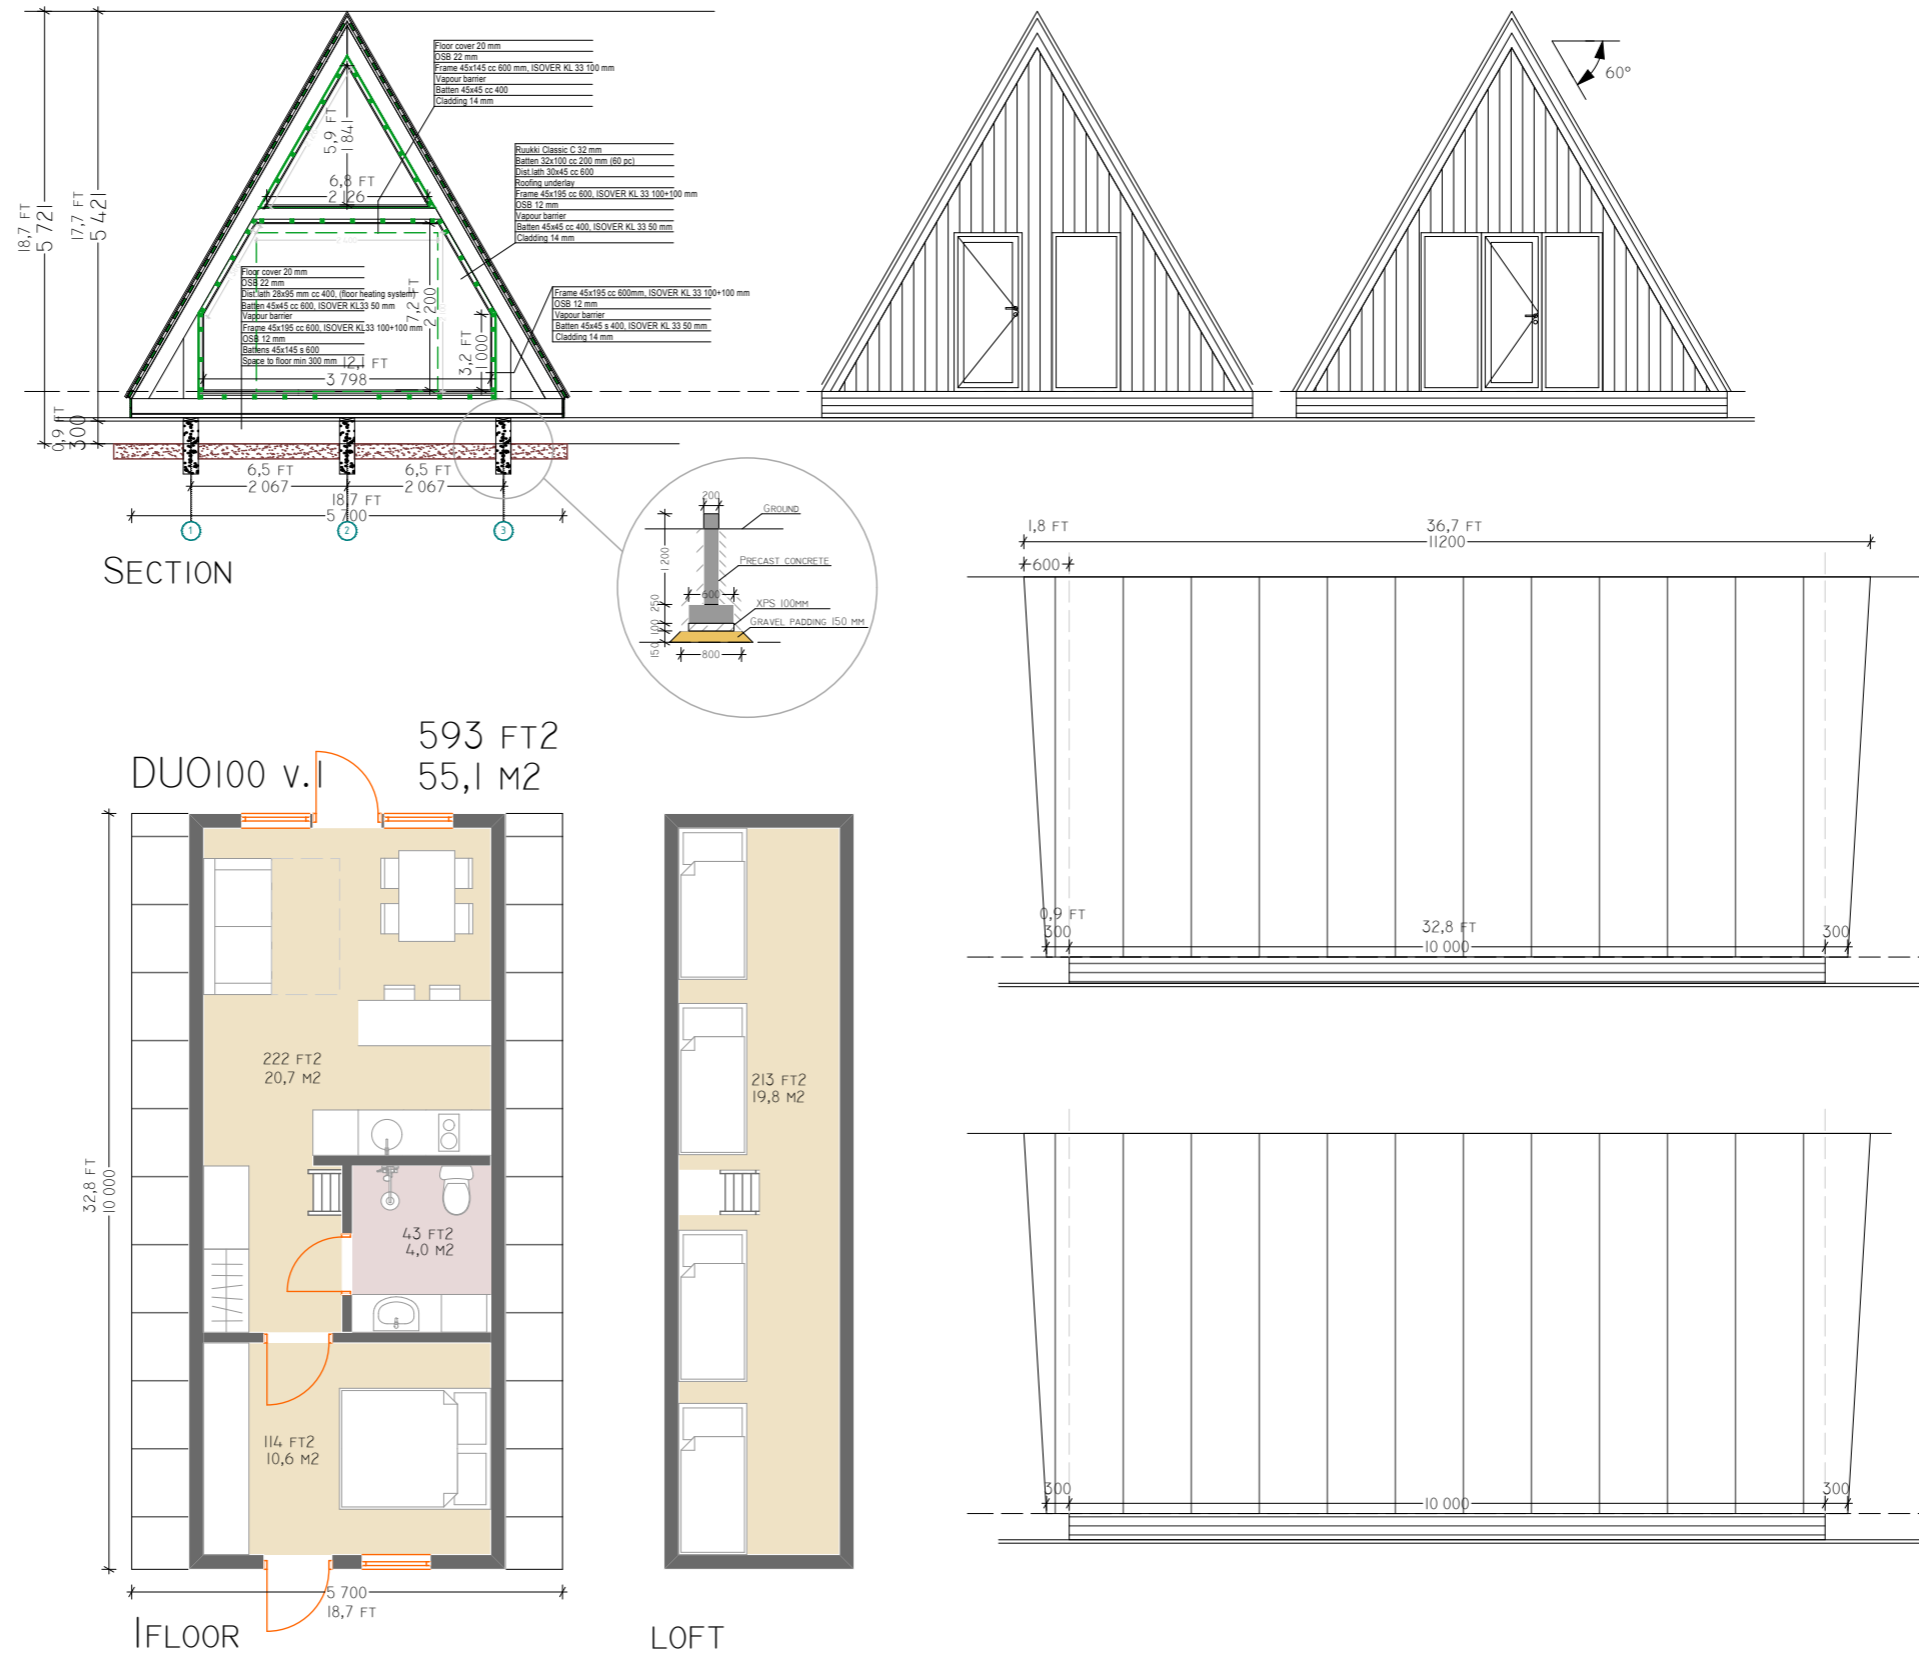 18,7 FT
5 721
17,7 FT
5 421
0,9 FT
300
Floor cover 20 mm
OSB 22 mm
Frame 45x145 cc 600 mm, ISOVER KL 33 100 mm
Vapour barrier
Batten 45x45 cc 400
Cladding 14 mm
5,9 FT
1 841
6,8 FT
2 126
Ruukki Classic C 32 mm
Batten 32x100 cc 200 mm (60 pc)
Dist.lath 30x45 cc 600
Roofing underlay
Frame 45x195 cc 600, ISOVER KL 33 100+100 mm
OSB 12 mm
Vapour barrier
Batten 45x45 cc 400, ISOVER KL 33 50 mm
Cladding 14 mm
Floor cover 20 mm
OSB 22 mm
Dist.lath 28x95 mm cc 400, (floor heating system)
Batten 45x45 cc 600, ISOVER KL33 50 mm
Vapour barrier
Frame 45x195 cc 600, ISOVER KL33 100+100 mm
OSB 12 mm
Battens 45x145 s 600
Space to floor min 300 mm
7,2 FT
2 200
3,2 FT
1 000
12,1 FT
3 798
Frame 45x195 cc 600mm, ISOVER KL 33 100+100 mm
OSB 12 mm
Vapour barrier
Batten 45x45 s 400, ISOVER KL 33 50 mm
Cladding 14 mm
60°
6,5 FT
2 067
6,5 FT
2 067
18,7 FT
5 700
1
2
3
SECTION
200
GROUND
1 200
PRECAST CONCRETE
600
250
XPS 100MM
100
GRAVEL PADDING 150 MM
150
800
1,8 FT
600
36,7 FT
11200
0,9 FT
300
32,8 FT
10 000
300
DUO100 V.1
593 FT2
55,1 M2
32,8 FT
10 000
222 FT2
20,7 M2
43 FT2
4,0 M2
114 FT2
10,6 M2
5 700
18,7 FT
1FLOOR
213 FT2
19,8 M2
LOFT
300
10 000
300